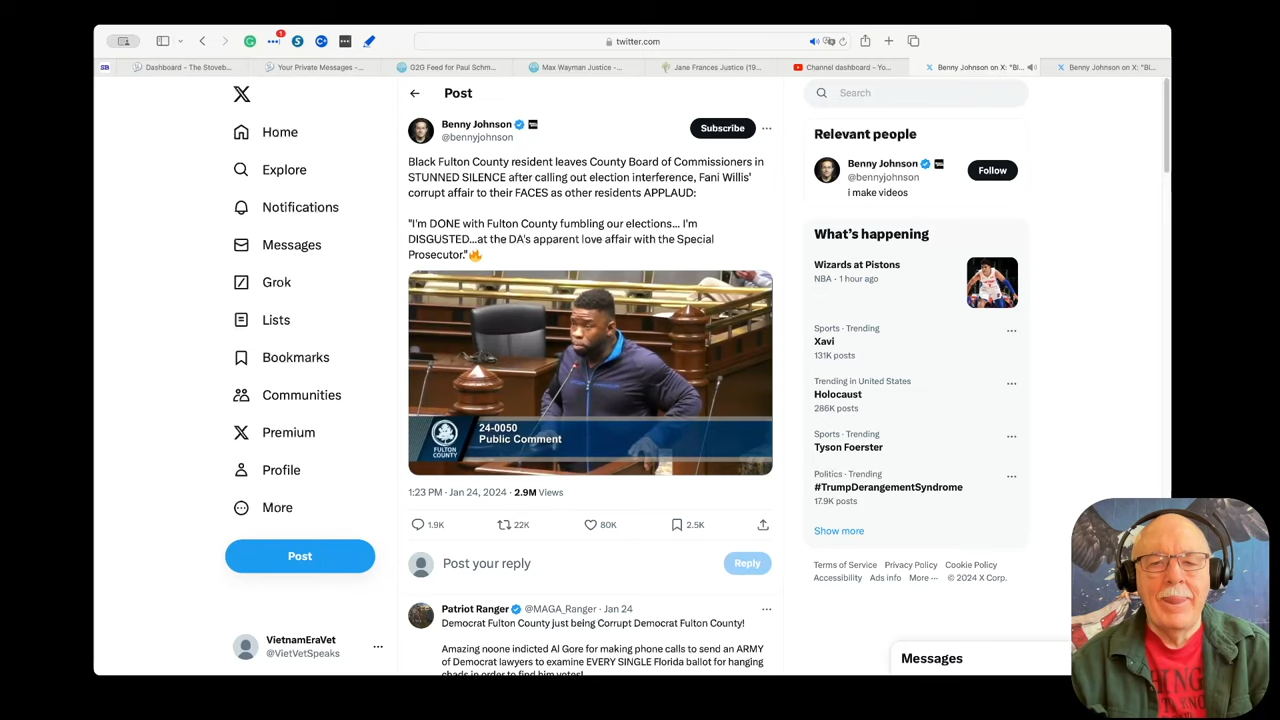 1
twitter.com
SB
Dashboard - The Stoveb...
Your Private Messages -...
G2G Feed for Paul Schm...
Max Wayman Justice -...
Jane Frances Justice (19...
Channel dashboard – Yo...
Benny Johnson on X: "Bl...
Benny Johnson on X: "Bl...
Home
Explore
Notifications
Messages
Grok
Lists
Bookmarks
Communities
Premium
Profile
More
Post
VietnamEraVet
@VietVetSpeaks
Post
Benny Johnson
@bennyjohnson
Subscribe
Black Fulton County resident leaves County Board of Commissioners in
STUNNED SILENCE after calling out election interference, Fani Willis'
corrupt affair to their FACES as other residents APPLAUD:
"I'm DONE with Fulton County fumbling our elections... I'm
DISGUSTED...at the DA's apparent love affair with the Special
Prosecutor."🔥
24-0050
Public Comment
FULTON
COUNTY
1:23 PM · Jan 24, 2024 · 2.9M Views
1.9K
22K
80K
2.5K
Post your reply
Reply
Patriot Ranger @MAGA_Ranger · Jan 24
Democrat Fulton County just being Corrupt Democrat Fulton County!
Amazing noone indicted Al Gore for making phone calls to send an ARMY
of Democrat lawyers to examine EVERY SINGLE Florida ballot for hanging
chads in order to find him votes!
Search
Relevant people
Benny Johnson
@bennyjohnson
Follow
i make videos
What's happening
Wizards at Pistons
NBA · 1 hour ago
Sports · Trending
Xavi
131K posts
Trending in United States
Holocaust
286K posts
Sports · Trending
Tyson Foerster
Politics · Trending
#TrumpDerangementSyndrome
17.9K posts
Show more
Terms of Service Privacy Policy Cookie Policy
Accessibility Ads info More ··· © 2024 X Corp.
Messages